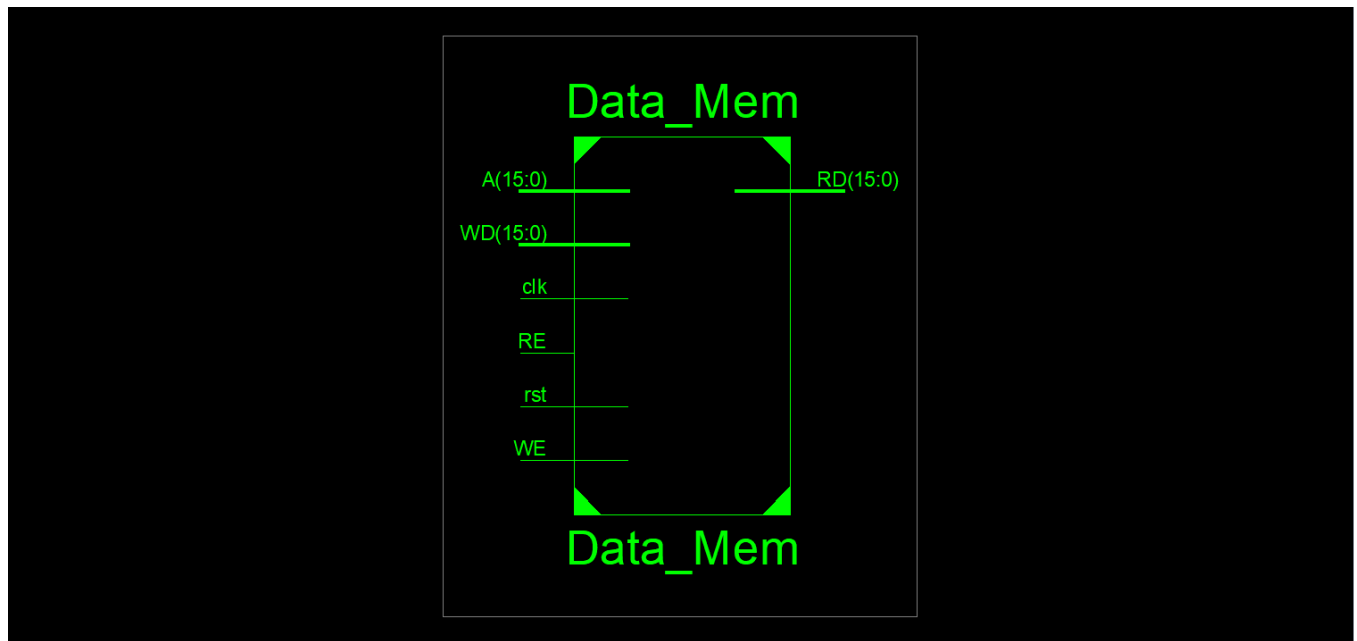 Data_Mem
A(15:0)
RD(15:0)
WD(15:0)
clk
RE
rst
WE
Data_Mem